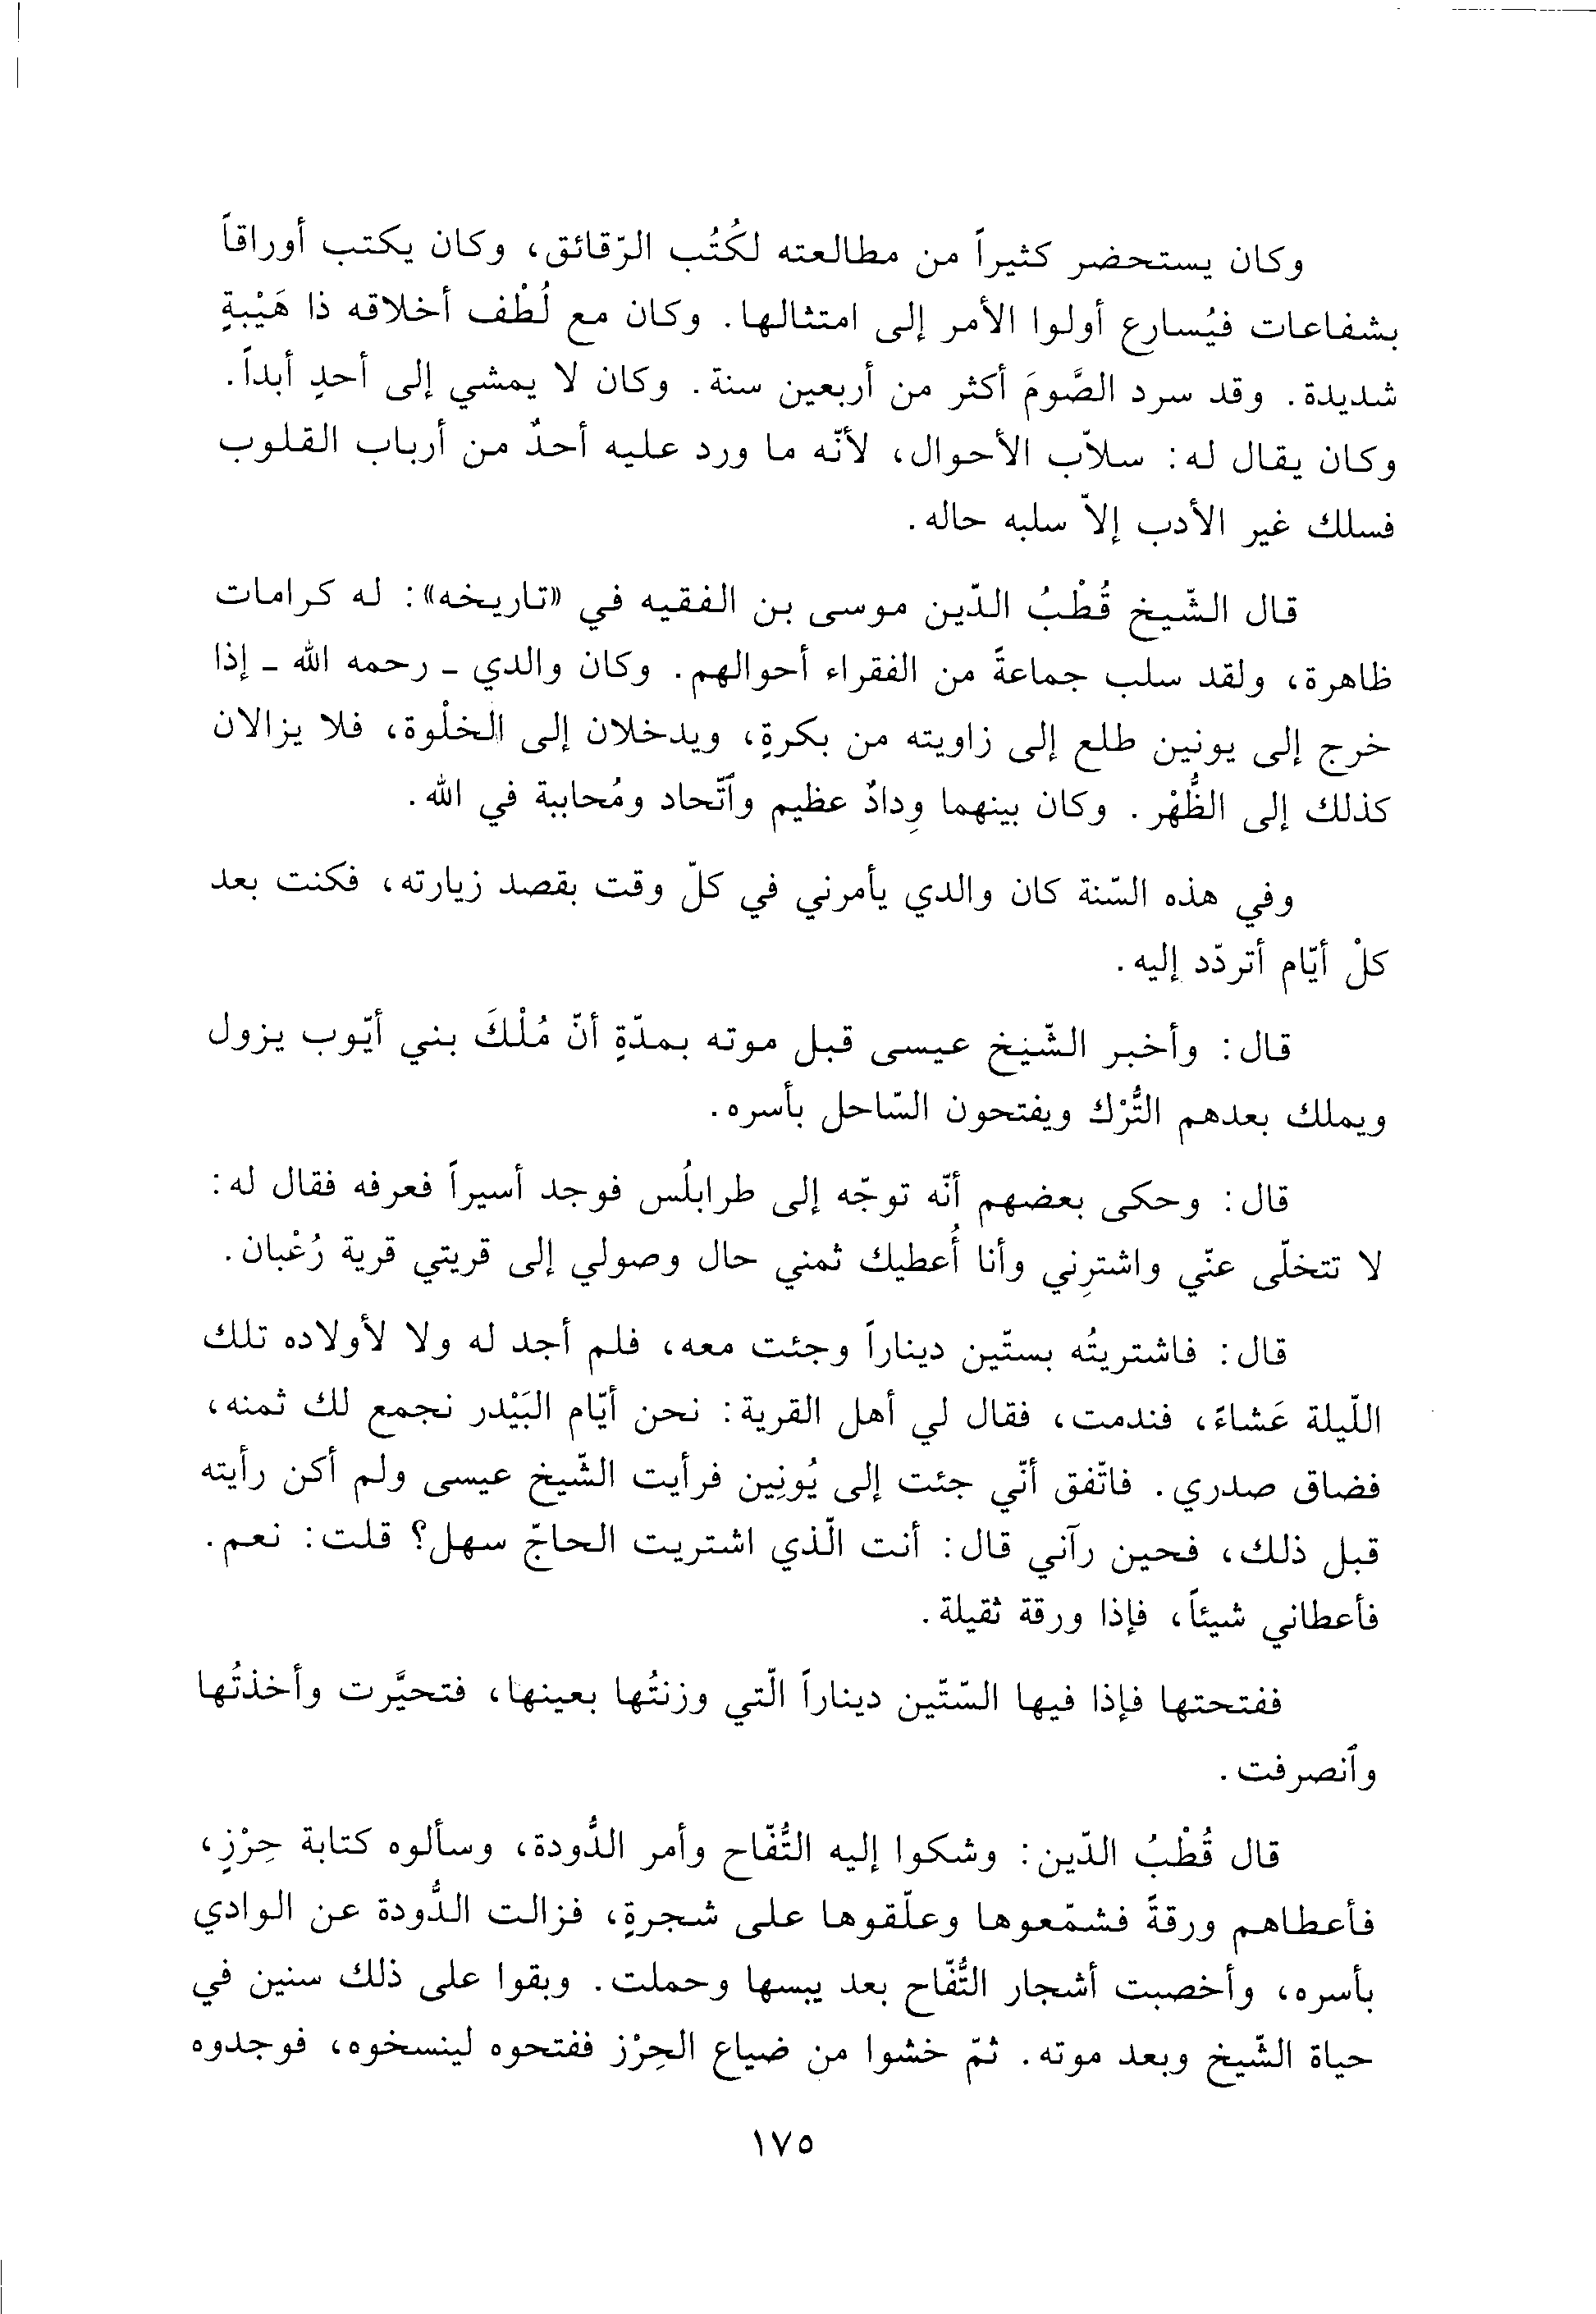 وكان يستحضر كثيراً من مطالعته لكُتُب الرّقائق، وكان يكتب أوراقاً
بشفاعات فيُسارع أولوا الأمر إلى امتثالها. وكان مع لُطْف أخلاقه ذا هَيْبةٍ
شديدة. وقد سرد الصَّومَ أكثر من أربعين سنة. وكان لا يمشي إلى أحدٍ أبداً.
وكان يقال له: سلاّب الأحوال، لأنّه ما ورد عليه أحدٌ من أرباب القلوب
فسلك غير الأدب إلاّ سلبه حاله.
قال الشّيخ قُطْبُ الدّين موسى بن الفقيه في «تاريخه»: له كرامات
ظاهرة، ولقد سلب جماعةً من الفقراء أحوالهم. وكان والدي ـ رحمه الله ـ إذا
خرج إلى يونين طلع إلى زاويته من بكرةٍ، ويدخلان إلى الخلْوة، فلا يزالان
كذلك إلى الظُّهْر. وكان بينهما وِدادٌ عظيم وٱتّحاد ومُحاببة في الله.
وفي هذه السّنة كان والدي يأمرني في كلّ وقت بقصد زيارته، فكنت بعد
كلْ أيّام أتردّد إليه.
قال: وأخبر الشّيخ عيسى قبل موته بمدّةٍ أنّ مُلْكَ بني أيّوب يزول
ويملك بعدهم التُّرْك ويفتحون السّاحل بأسره.
قال: وحكى بعضهم أنّه توجّه إلى طرابلُس فوجد أسيراً فعرفه فقال له:
لا تتخلّى عنّي واشترِني وأنا أُعطيك ثمني حال وصولي إلى قريتي قرية رُعْبان.
قال: فاشتريتُه بستّين ديناراً وجئت معه، فلم أجد له ولا لأولاده تلك
اللّيلة عَشاءً، فندمت، فقال لي أهل القرية: نحن أيّام البَيْدر نجمع لك ثمنه،
فضاق صدري. فاتّفق أنّي جئت إلى يُونِين فرأيت الشّيخ عيسى ولم أكن رأيته
قبل ذلك، فحين رآني قال: أنت الّذي اشتريت الحاجّ سهل؟ قلت: نعم.
فأعطاني شيئاً، فإذا ورقة ثقيلة.
ففتحتها فإذا فيها السّتّين ديناراً الّتي وزنتُها بعينها، فتحيَّرت وأخذتُها
وٱنصرفت.
قال قُطْبُ الدّين: وشكوا إليه التُّفّاح وأمر الدُّودة، وسألوه كتابة حِرْزٍ،
فأعطاهم ورقةً فشمّعوها وعلّقوها على شجرةٍ، فزالت الدُّودة عن الوادي
بأسره، وأخصبت أشجار التُّفّاح بعد يبسها وحملت. وبقوا على ذلك سنين في
حياة الشّيخ وبعد موته. ثمّ خشوا من ضياع الحِرْز ففتحوه لينسخوه، فوجدوه
١٧٥